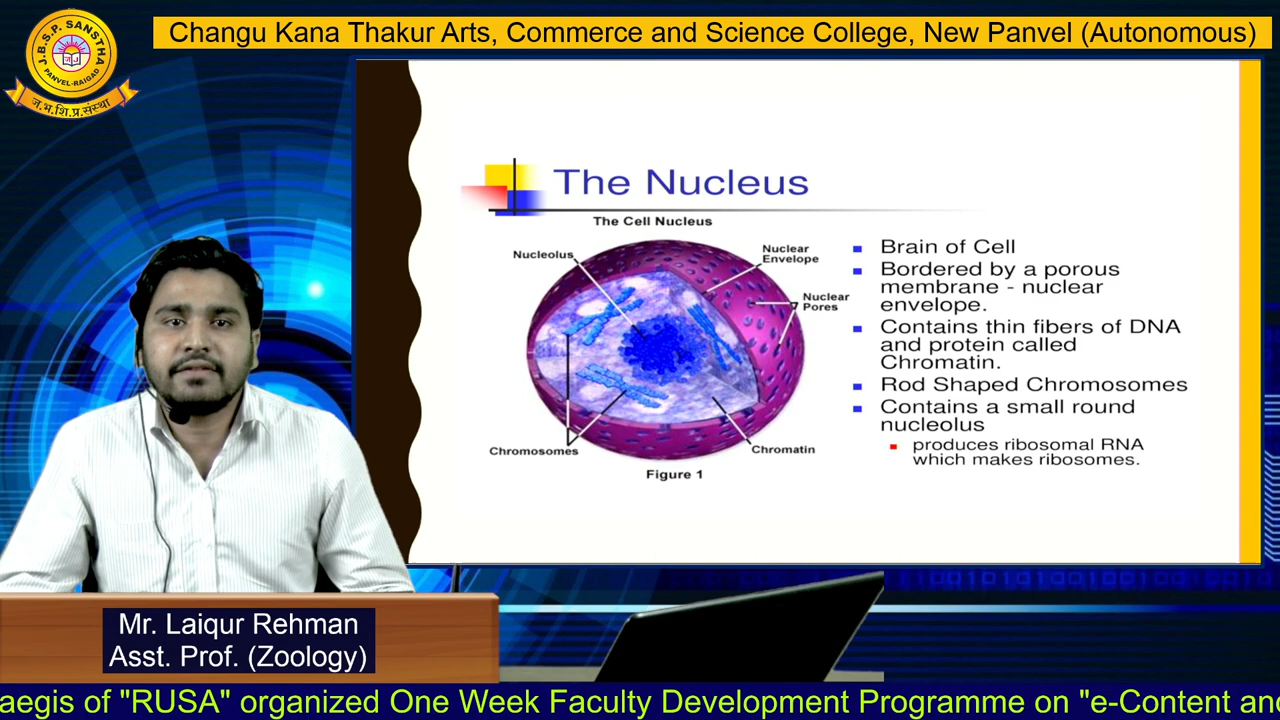 Changu Kana Thakur Arts, Commerce and Science College, New Panvel (Autonomous)
J.B.S.P. SANSTHA
PANVEL-RAIGAD
ज.भ.शि.प्र.संस्था
The Nucleus
The Cell Nucleus
Nucleolus
Nuclear
Envelope
Nuclear
Pores
Chromosomes
Chromatin
Figure 1
Brain of Cell
Bordered by a porous
membrane - nuclear
envelope.
Contains thin fibers of DNA
and protein called
Chromatin.
Rod Shaped Chromosomes
Contains a small round
nucleolus
produces ribosomal RNA
which makes ribosomes.
Mr. Laiqur Rehman
Asst. Prof. (Zoology)
aegis of "RUSA" organized One Week Faculty Development Programme on "e-Content and